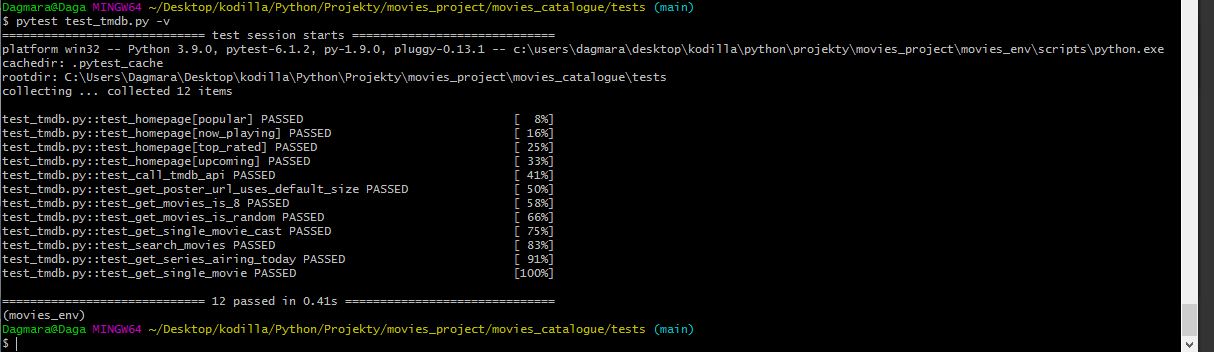 Dagmara@Daga MINGW64 ~/Desktop/kodilla/Python/Projekty/movies_project/movies_catalogue/tests (main)
$ pytest test_tmdb.py -v
============================= test session starts =============================
platform win32 -- Python 3.9.0, pytest-6.1.2, py-1.9.0, pluggy-0.13.1 -- c:\users\dagmara\desktop\kodilla\python\projekty\movies_project\movies_env\scripts\python.exe
cachedir: .pytest_cache
rootdir: C:\Users\Dagmara\Desktop\kodilla\Python\Projekty\movies_project\movies_catalogue\tests
collecting ... collected 12 items
test_tmdb.py::test_homepage[popular] PASSED                              [  8%]
test_tmdb.py::test_homepage[now_playing] PASSED                          [ 16%]
test_tmdb.py::test_homepage[top_rated] PASSED                            [ 25%]
test_tmdb.py::test_homepage[upcoming] PASSED                             [ 33%]
test_tmdb.py::test_call_tmdb_api PASSED                                  [ 41%]
test_tmdb.py::test_get_poster_url_uses_default_size PASSED               [ 50%]
test_tmdb.py::test_get_movies_is_8 PASSED                                [ 58%]
test_tmdb.py::test_get_movies_is_random PASSED                           [ 66%]
test_tmdb.py::test_get_single_movie_cast PASSED                          [ 75%]
test_tmdb.py::test_search_movies PASSED                                  [ 83%]
test_tmdb.py::test_get_series_airing_today PASSED                        [ 91%]
test_tmdb.py::test_get_single_movie PASSED                               [100%]
============================= 12 passed in 0.41s ==============================
(movies_env)
Dagmara@Daga MINGW64 ~/Desktop/kodilla/Python/Projekty/movies_project/movies_catalogue/tests (main)
$